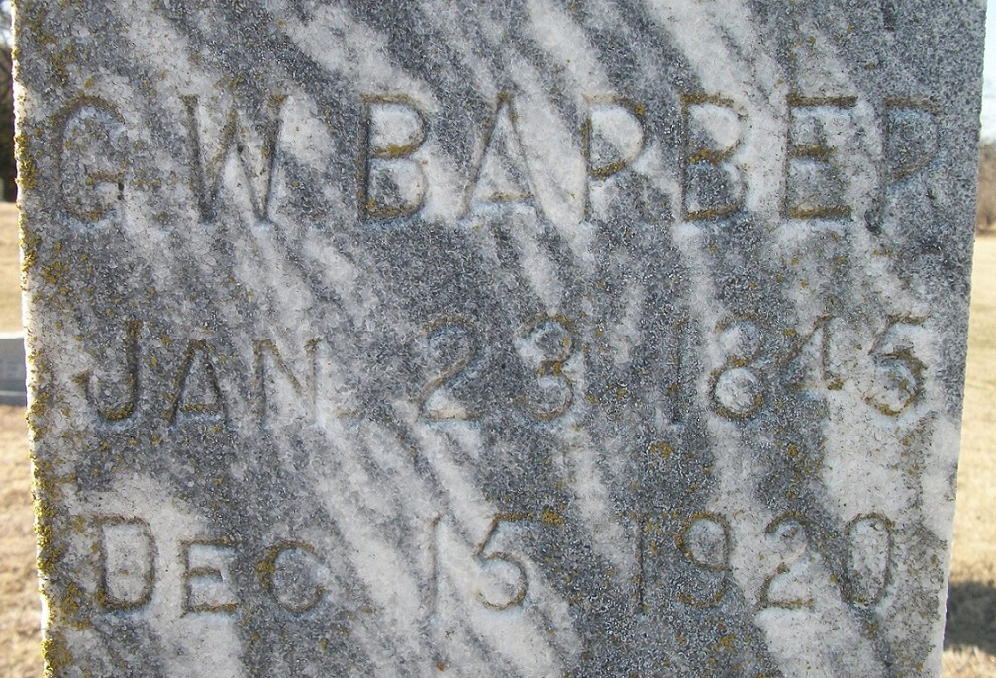 G W BARBER
JAN. 23 1845
DEC. 15 1920